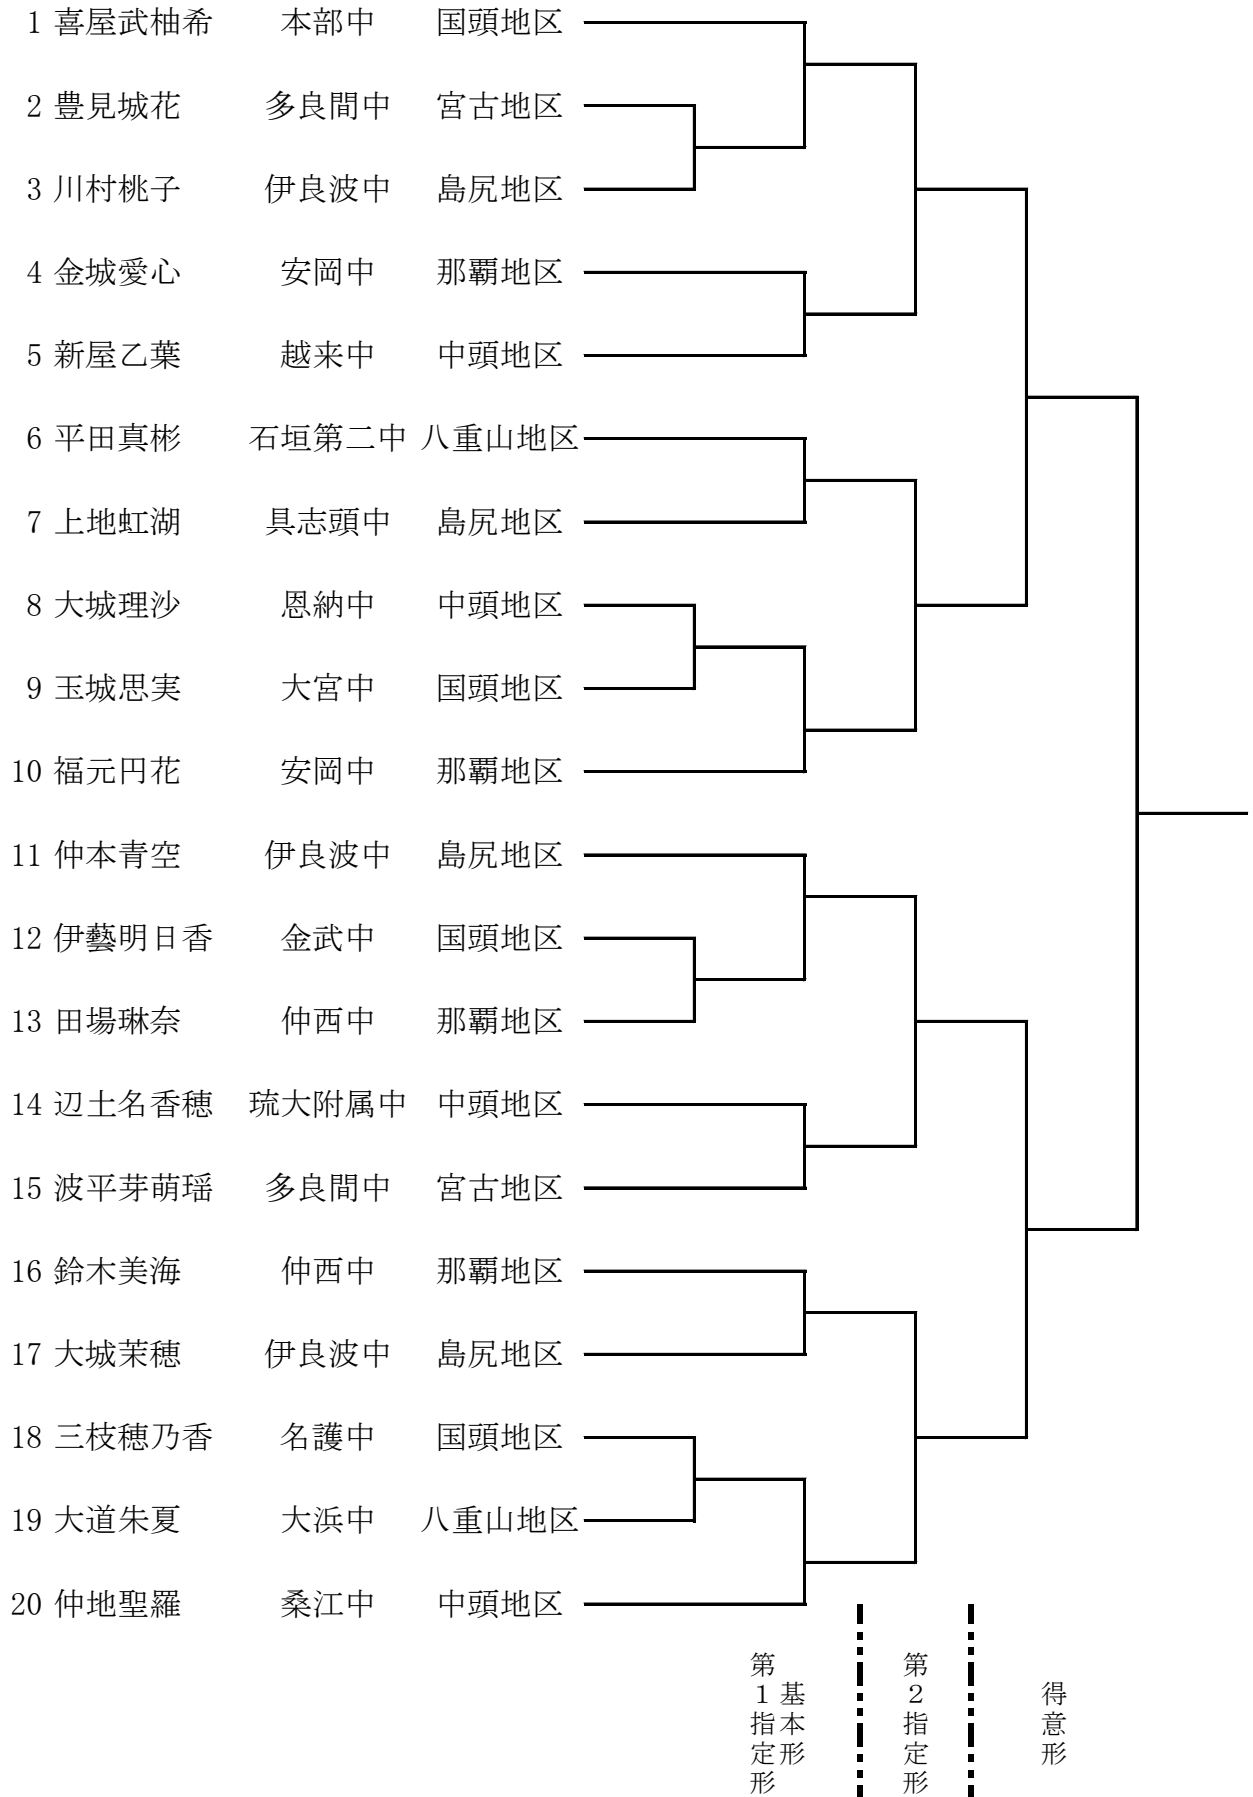 1 喜屋武柚希 本部中 国頭地区
2 豊見城花 多良間中 宮古地区
3 川村桃子 伊良波中 島尻地区
4 金城愛心 安岡中 那覇地区
5 新屋乙葉 越来中 中頭地区
6 平田真彬 石垣第二中 八重山地区
7 上地虹湖 具志頭中 島尻地区
8 大城理沙 恩納中 中頭地区
9 玉城思実 大宮中 国頭地区
10 福元円花 安岡中 那覇地区
11 仲本青空 伊良波中 島尻地区
12 伊藝明日香 金武中 国頭地区
13 田場琳奈 仲西中 那覇地区
14 辺土名香穂 琉大附属中 中頭地区
15 波平芽萌瑶 多良間中 宮古地区
16 鈴木美海 仲西中 那覇地区
17 大城茉穂 伊良波中 島尻地区
18 三枝穂乃香 名護中 国頭地区
19 大道朱夏 大浜中 八重山地区
20 仲地聖羅 桑江中 中頭地区
基本形
第1指定形
第2指定形
得意形